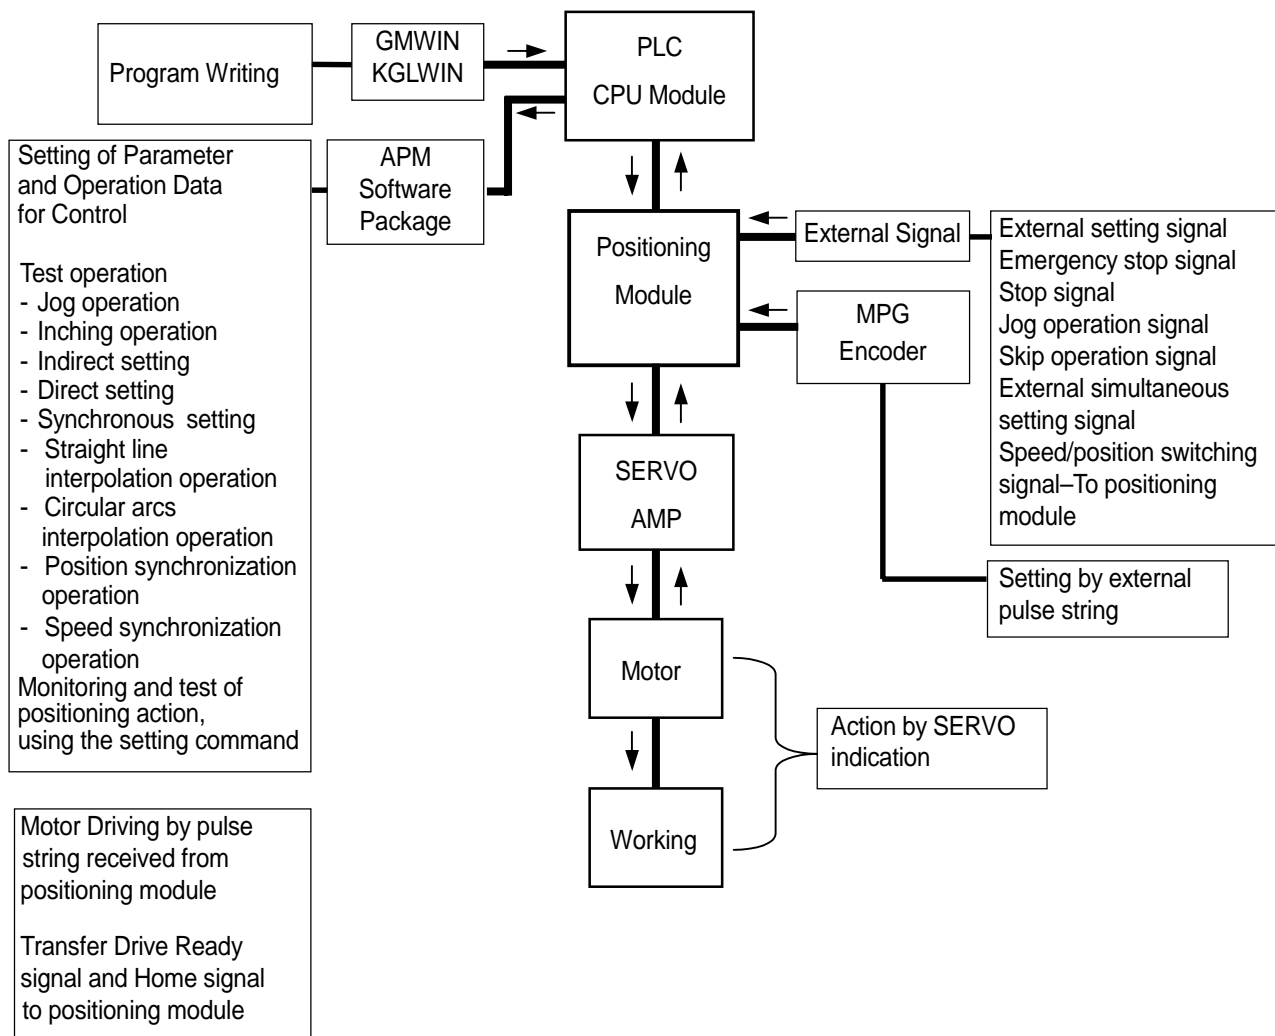 Program Writing
GMWIN
KGLWIN
PLC
CPU Module
Setting of Parameter
and Operation Data
for Control
Test operation
- Jog operation
- Inching operation
- Indirect setting
- Direct setting
- Synchronous setting
- Straight line
interpolation operation
- Circular arcs
interpolation operation
- Position synchronization
operation
- Speed synchronization
operation
Monitoring and test of
positioning action,
using the setting command
APM
Software
Package
Positioning
Module
External Signal
External setting signal
Emergency stop signal
Stop signal
Jog operation signal
Skip operation signal
External simultaneous
setting signal
Speed/position switching
signal–To positioning
module
MPG
Encoder
Setting by external
pulse string
SERVO
AMP
Motor
Working
Action by SERVO
indication
Motor Driving by pulse
string received from
positioning module
Transfer Drive Ready
signal and Home signal
to positioning module